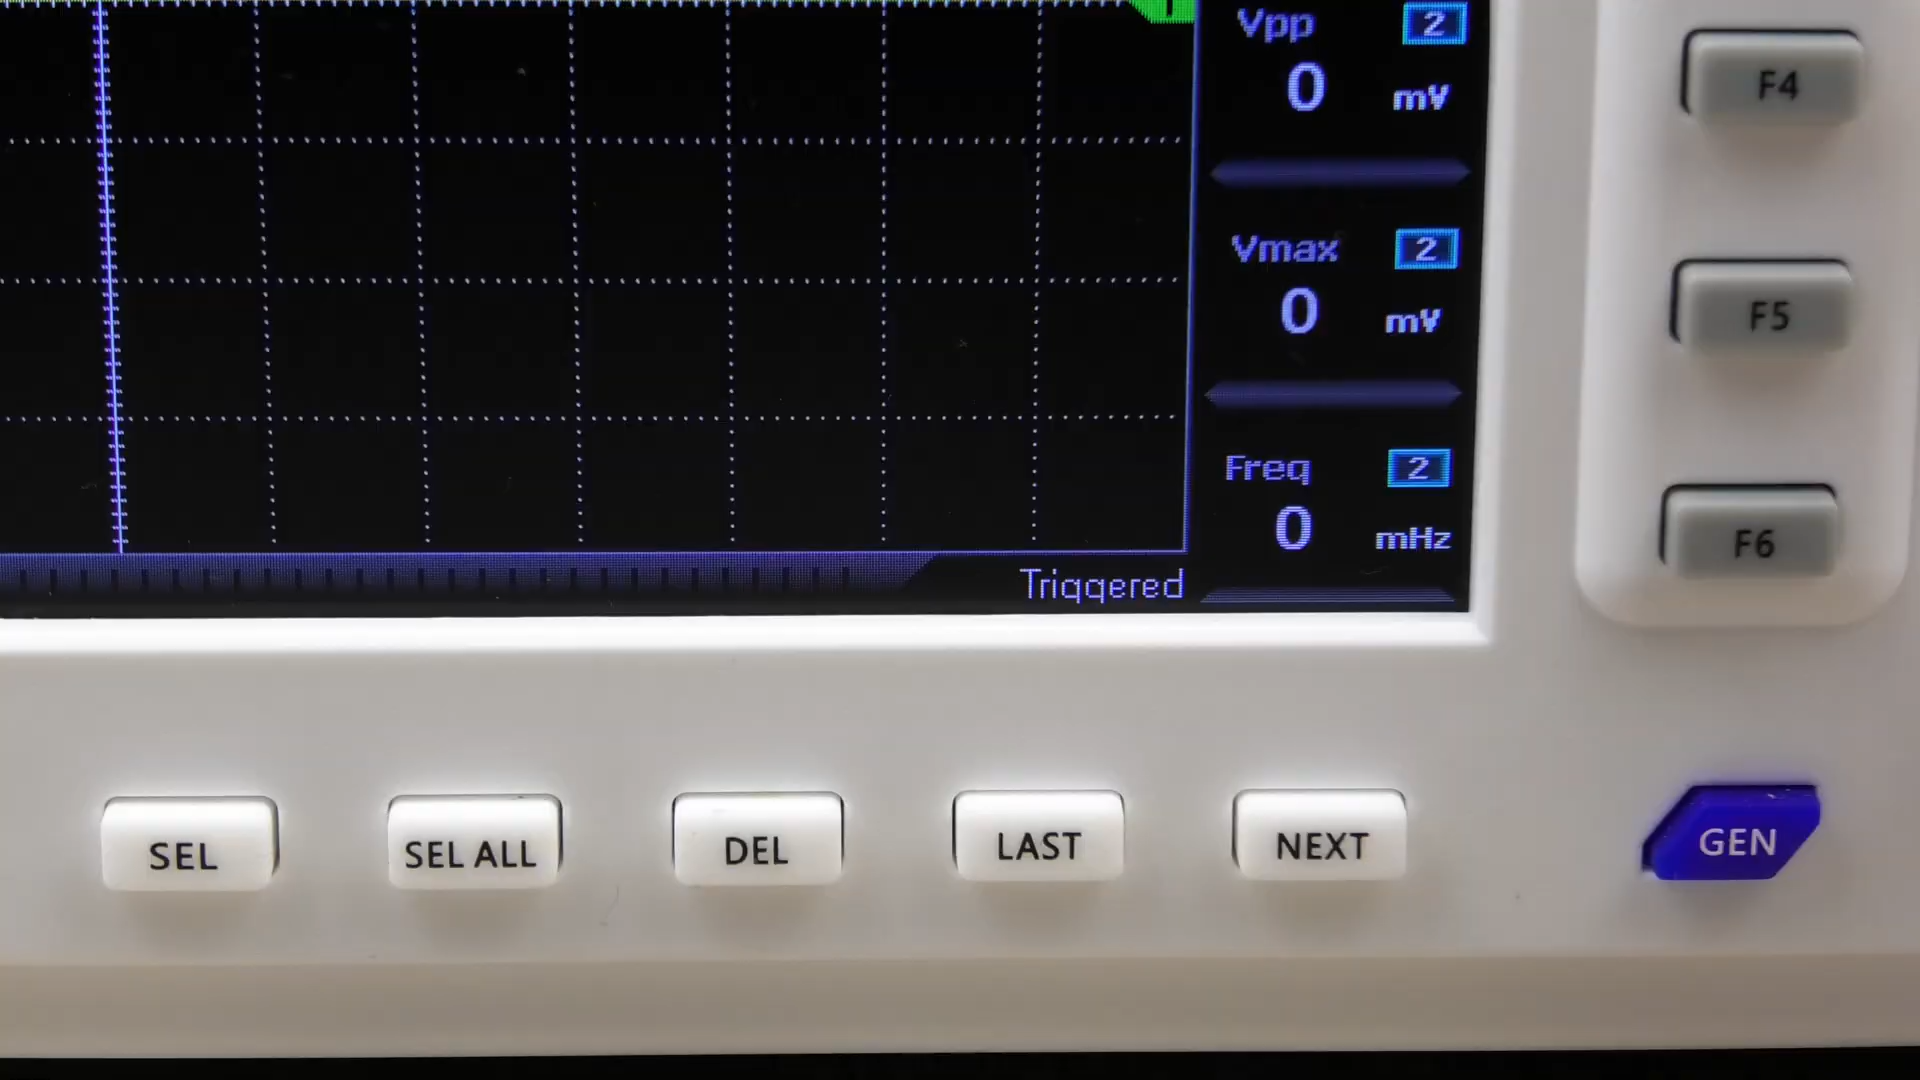 Vpp 2
0 mV
F4
Vmax 2
0 mV
F5
Freq 2
0 mHz
F6
Triggered
SEL
SEL ALL
DEL
LAST
NEXT
GEN